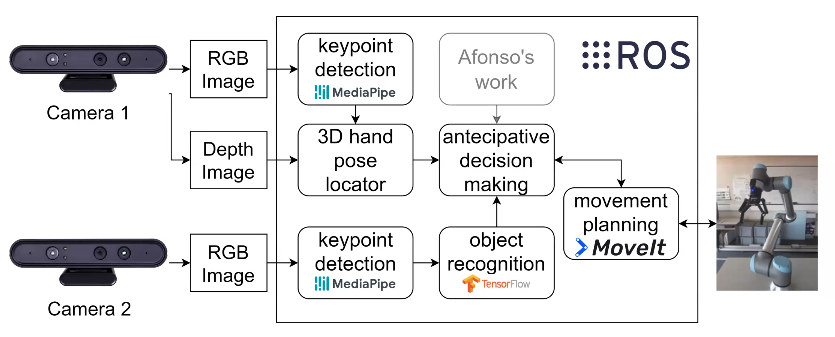 Camera 1
RGB
Image
keypoint
detection
MediaPipe
Afonso's
work
ROS
Depth
Image
3D hand
pose
locator
antecipative
decision
making
movement
planning
MoveIt
Camera 2
RGB
Image
keypoint
detection
MediaPipe
object
recognition
TensorFlow